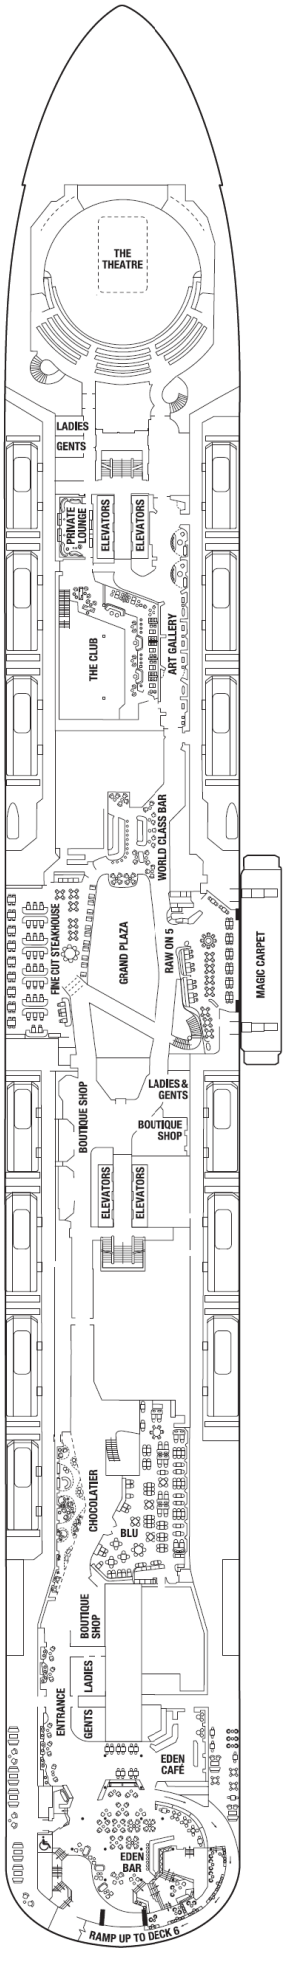 THE
THEATRE
LADIES
GENTS
PRIVATE
LOUNGE
ELEVATORS
ELEVATORS
THE CLUB
ART GALLERY
WORLD CLASS BAR
FINE CUT STEAKHOUSE
GRAND PLAZA
RAW ON 5
MAGIC CARPET
BOUTIQUE SHOP
LADIES &
GENTS
BOUTIQUE
SHOP
ELEVATORS
ELEVATORS
CHOCOLATIER
BLU
BOUTIQUE
SHOP
LADIES
GENTS
ENTRANCE
EDEN
CAFÉ
EDEN
BAR
RAMP UP TO DECK 6